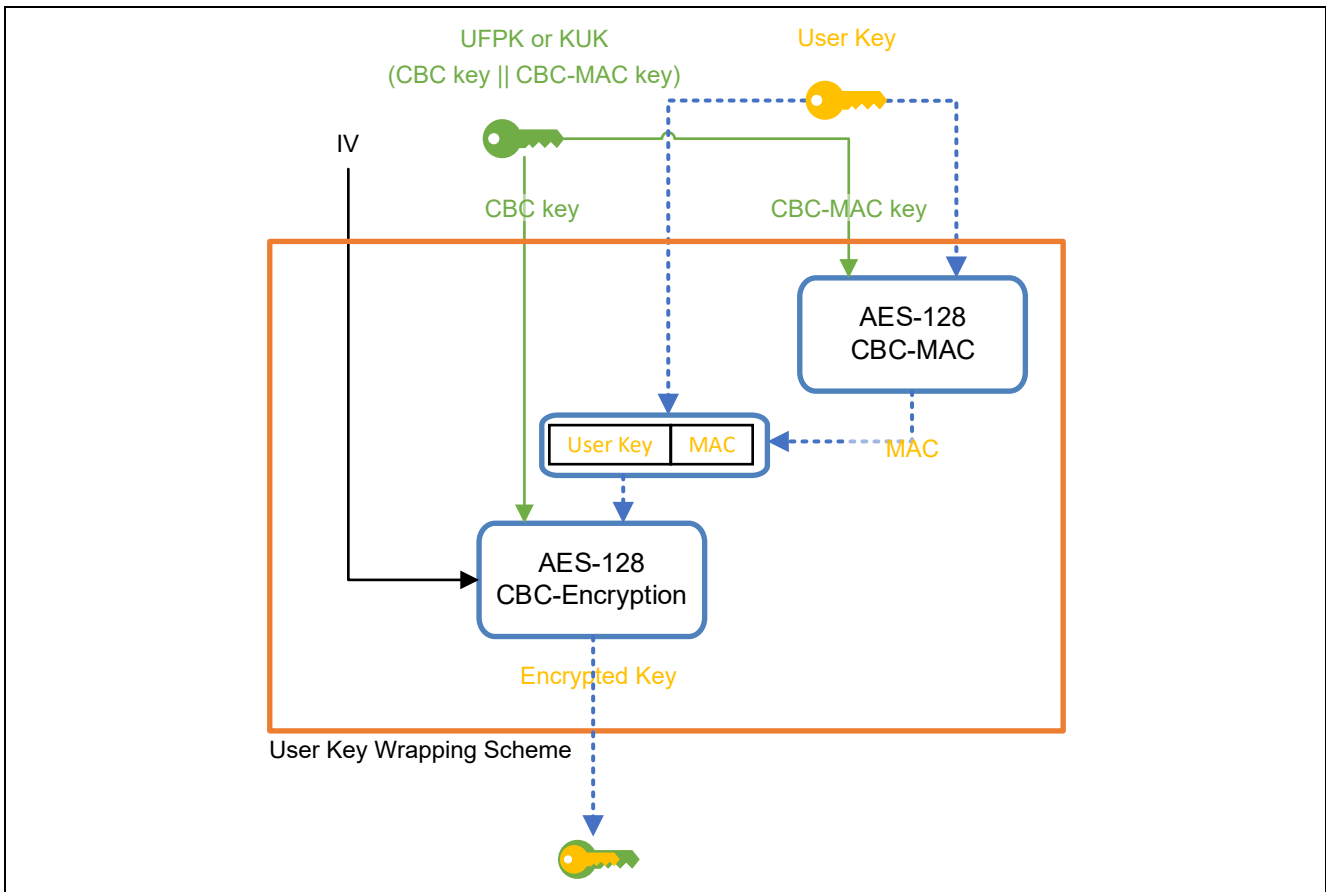 UFPK or KUK
(CBC key || CBC-MAC key)
User Key
IV
CBC key
CBC-MAC key
AES-128
CBC-MAC
User Key
MAC
MAC
AES-128
CBC-Encryption
Encrypted Key
User Key Wrapping Scheme